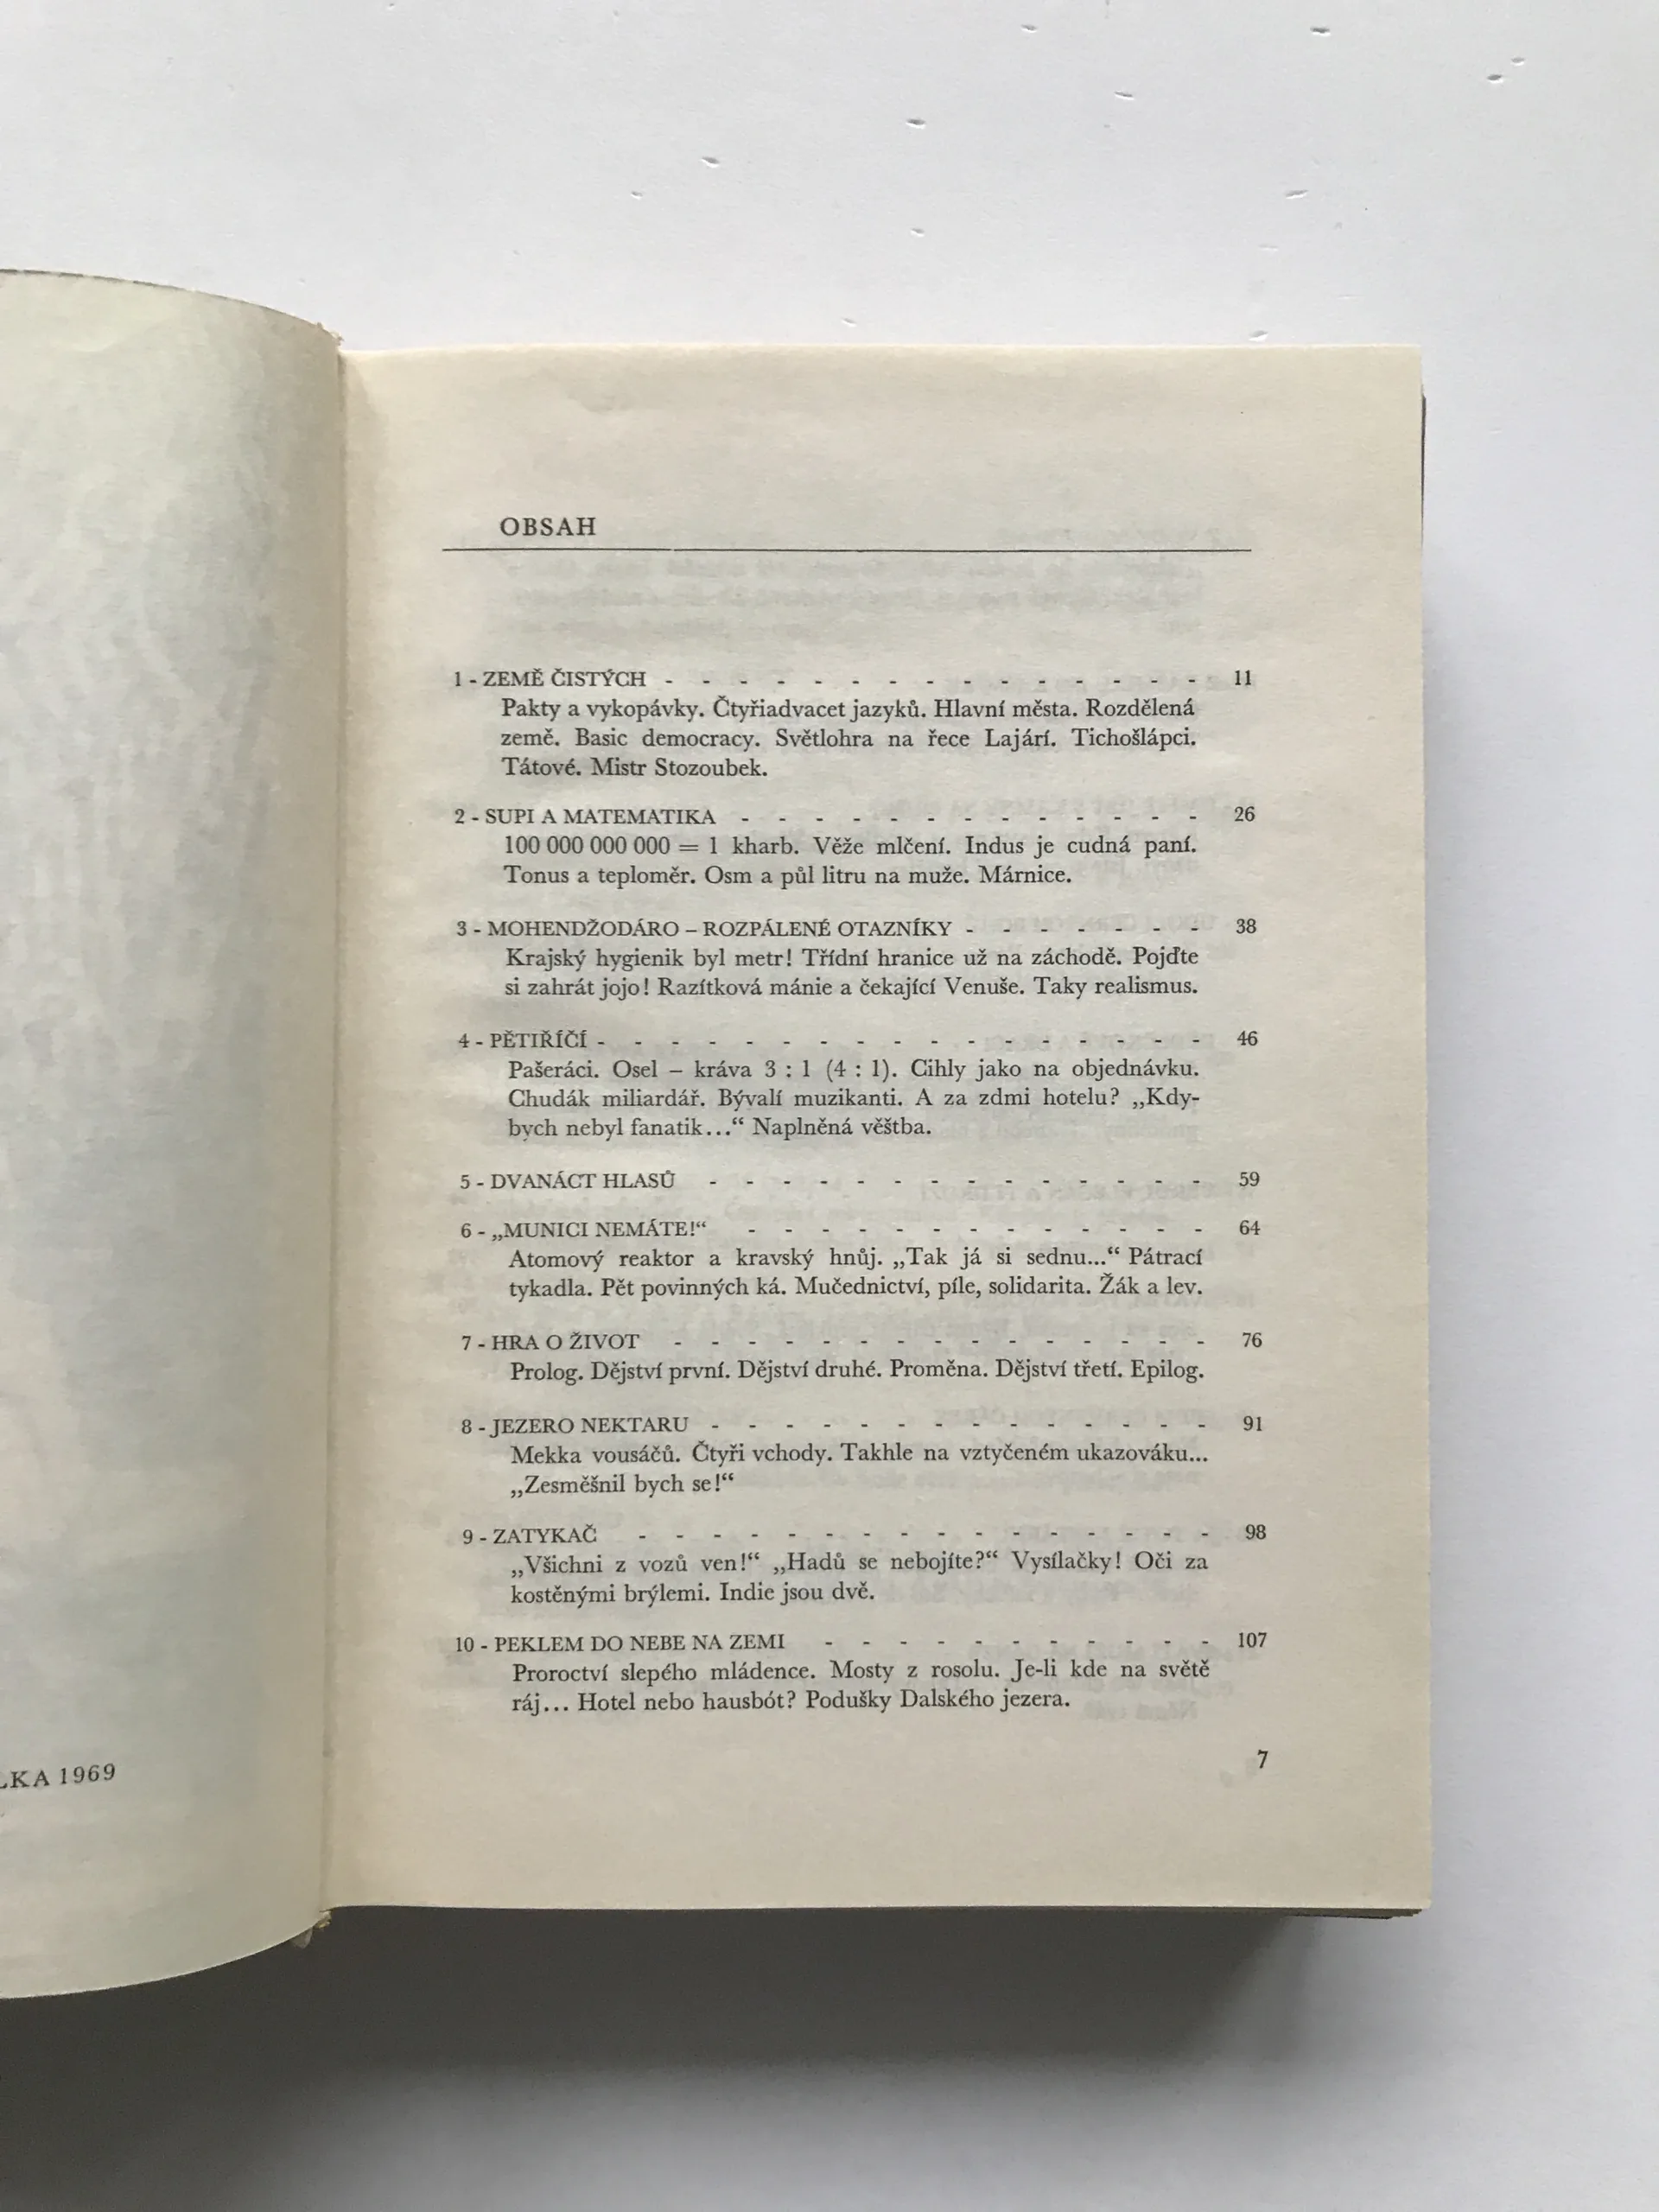 LKA 1969
OBSAH
1 - ZEMĚ ČISTÝCH - - - - - - - - - - - - - - - 11
Pakty a vykopávky. Čtyřiadvacet jazyků. Hlavní města. Rozdělená
země. Basic democracy. Světlohra na řece Lajárí. Tichošlápci.
Tátové. Mistr Stozoubek.
2 - SUPI A MATEMATIKA - - - - - - - - - - - - - 26
100 000 000 000 = 1 kharb. Věže mlčení. Indus je cudná paní.
Tonus a teploměr. Osm a půl litru na muže. Márnice.
3 - MOHENDŽODÁRO – ROZPÁLENÉ OTAZNÍKY - - - - - - - 38
Krajský hygienik byl metr! Třídní hranice už na záchodě. Pojďte
si zahrát jojo! Razítková mánie a čekající Venuše. Taky realismus.
4 - PĚTIŘÍČÍ - - - - - - - - - - - - - - - - - 46
Pašeráci. Osel – kráva 3 : 1 (4 : 1). Cihly jako na objednávku.
Chudák miliardář. Bývalí muzikanti. A za zdmi hotelu? „Kdy-
bych nebyl fanatik...“ Naplněná věštba.
5 - DVANÁCT HLASŮ - - - - - - - - - - - - - - 59
6 - „MUNICI NEMÁTE!“ - - - - - - - - - - - - - 64
Atomový reaktor a kravský hnůj. „Tak já si sednu...“ Pátrací
tykadla. Pět povinných ká. Mučednictví, píle, solidarita. Žák a lev.
7 - HRA O ŽIVOT - - - - - - - - - - - - - - - 76
Prolog. Dějství první. Dějství druhé. Proměna. Dějství třetí. Epilog.
8 - JEZERO NEKTARU - - - - - - - - - - - - - - 91
Mekka vousáčů. Čtyři vchody. Takhle na vztyčeném ukazováku...
„Zesměšnil bych se!“
9 - ZATYKAČ - - - - - - - - - - - - - - - - 98
„Všichni z vozů ven!“ „Hadů se nebojíte?“ Vysílačky! Oči za
kostěnými brýlemi. Indie jsou dvě.
10 - PEKLEM DO NEBE NA ZEMI - - - - - - - - - - - 107
Proroctví slepého mládence. Mosty z rosolu. Je-li kde na světě
ráj... Hotel nebo hausbót? Podušky Dalského jezera.
7